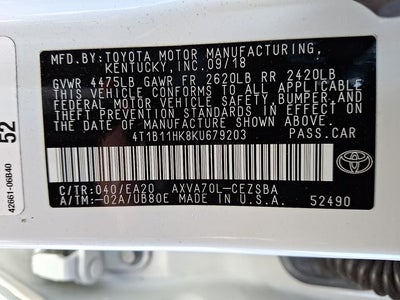 MFD.BY:TOYOTA MOTOR MANUFACTURING,
KENTUCKY, INC.09/18
GVWR 4475LB GAWR FR 2620LB RR 2420LB
THIS VEHICLE CONFORMS TO ALL APPLICABLE
FEDERAL MOTOR VEHICLE SAFETY, BUMPER, AND
THEFT PREVENTION STANDARDS IN EFFECT ON
THE DATE OF MANUFACTURE SHOWN ABOVE.
4T1B11HK8KU679203 PASS.CAR
C/TR:040/EA20 AXVA70L-CEZSBA
A/TM:-02A/UB80E MADE IN U.S.A. 52490
TOYOTA
52
42661-06B40